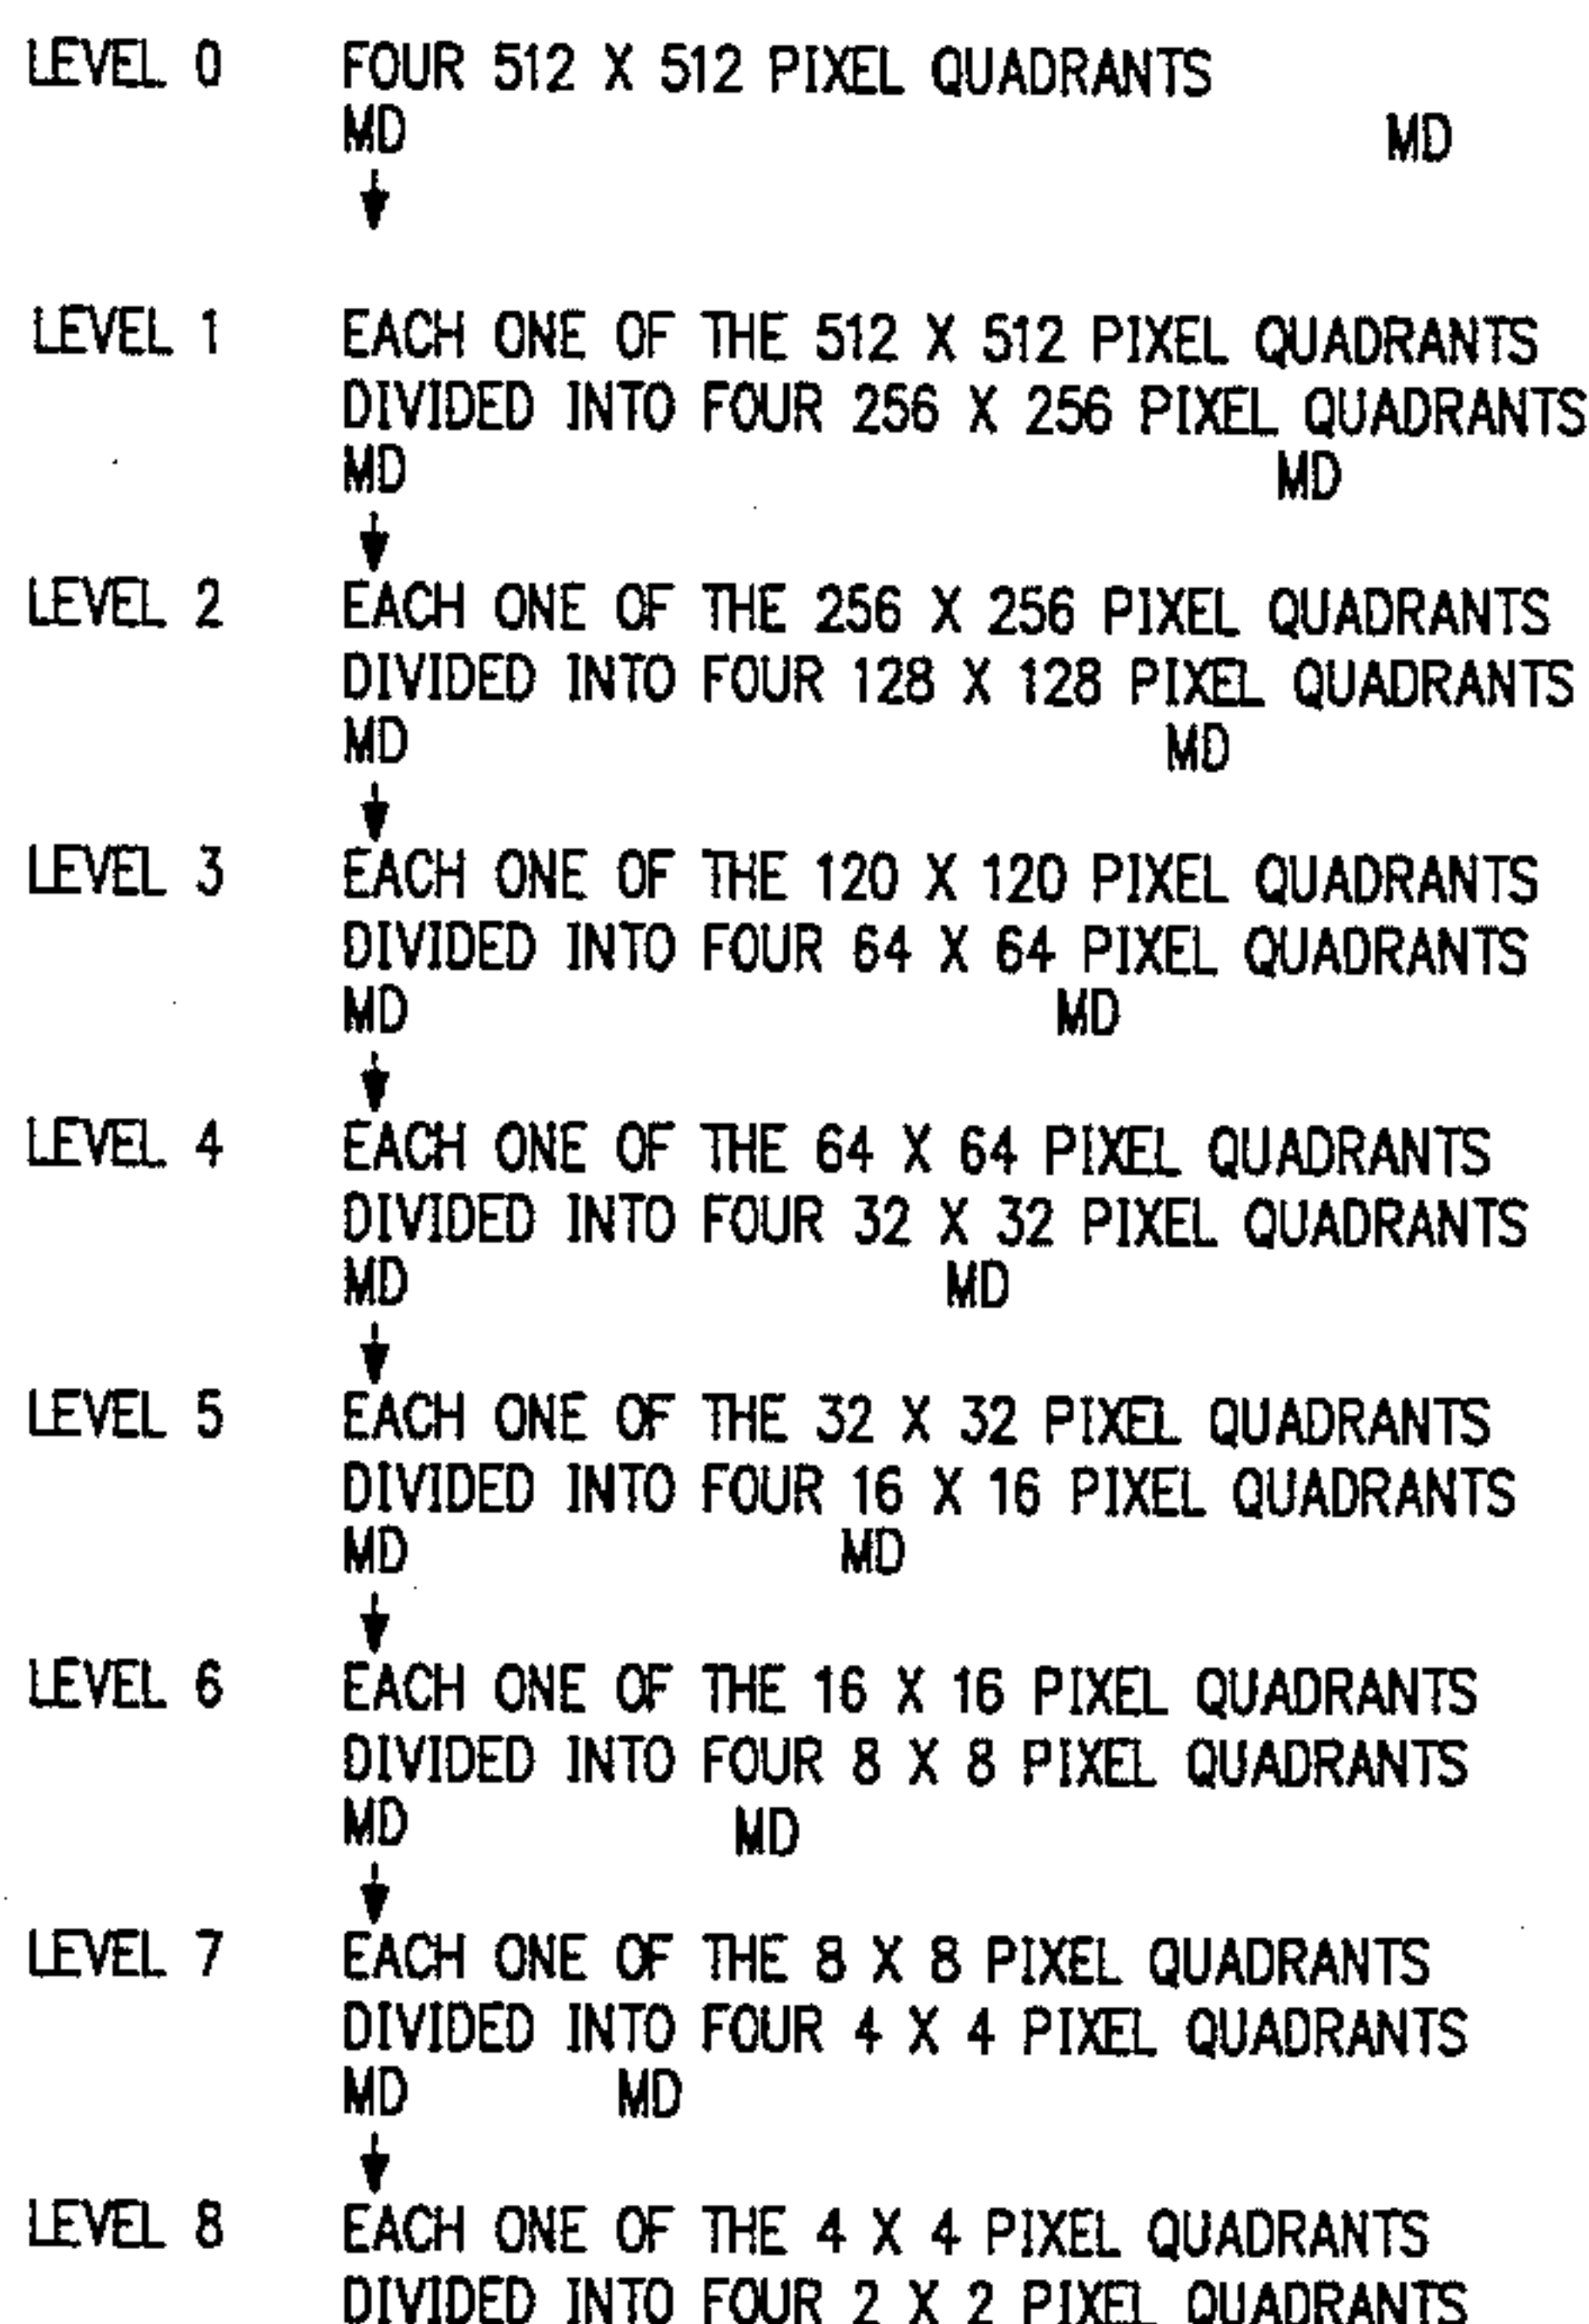 LEVEL 0 FOUR 512 X 512 PIXEL QUADRANTS
MD MD
LEVEL 1 EACH ONE OF THE 512 X 512 PIXEL QUADRANTS
DIVIDED INTO FOUR 256 X 256 PIXEL QUADRANTS
MD MD
LEVEL 2 EACH ONE OF THE 256 X 256 PIXEL QUADRANTS
DIVIDED INTO FOUR 128 X 128 PIXEL QUADRANTS
MD MD
LEVEL 3 EACH ONE OF THE 120 X 120 PIXEL QUADRANTS
DIVIDED INTO FOUR 64 X 64 PIXEL QUADRANTS
MD MD
LEVEL 4 EACH ONE OF THE 64 X 64 PIXEL QUADRANTS
DIVIDED INTO FOUR 32 X 32 PIXEL QUADRANTS
MD MD
LEVEL 5 EACH ONE OF THE 32 X 32 PIXEL QUADRANTS
DIVIDED INTO FOUR 16 X 16 PIXEL QUADRANTS
MD MD
LEVEL 6 EACH ONE OF THE 16 X 16 PIXEL QUADRANTS
DIVIDED INTO FOUR 8 X 8 PIXEL QUADRANTS
MD MD
LEVEL 7 EACH ONE OF THE 8 X 8 PIXEL QUADRANTS
DIVIDED INTO FOUR 4 X 4 PIXEL QUADRANTS
MD MD
LEVEL 8 EACH ONE OF THE 4 X 4 PIXEL QUADRANTS
DIVIDED INTO FOUR 2 X 2 PIXEL QUADRANTS